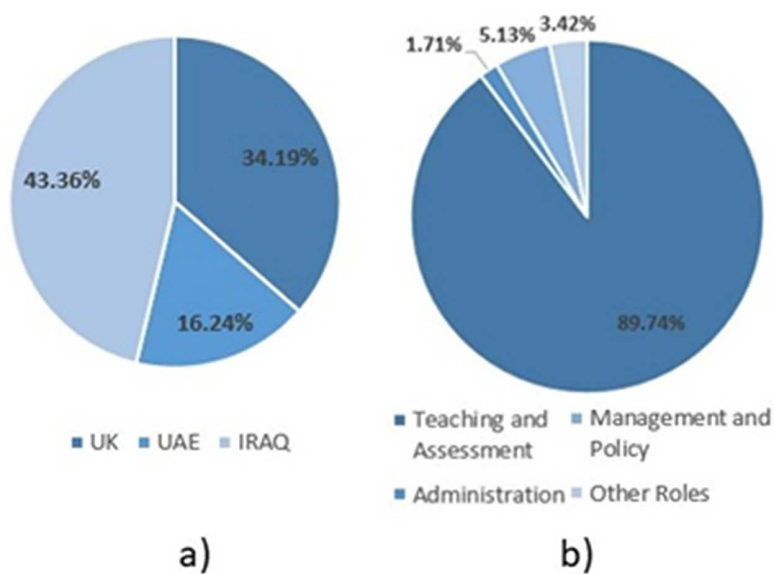 34.19%
43.36%
16.24%
UK UAE IRAQ
a)
1.71% 5.13% 3.42%
89.74%
Teaching and Assessment
Management and Policy
Administration
Other Roles
b)